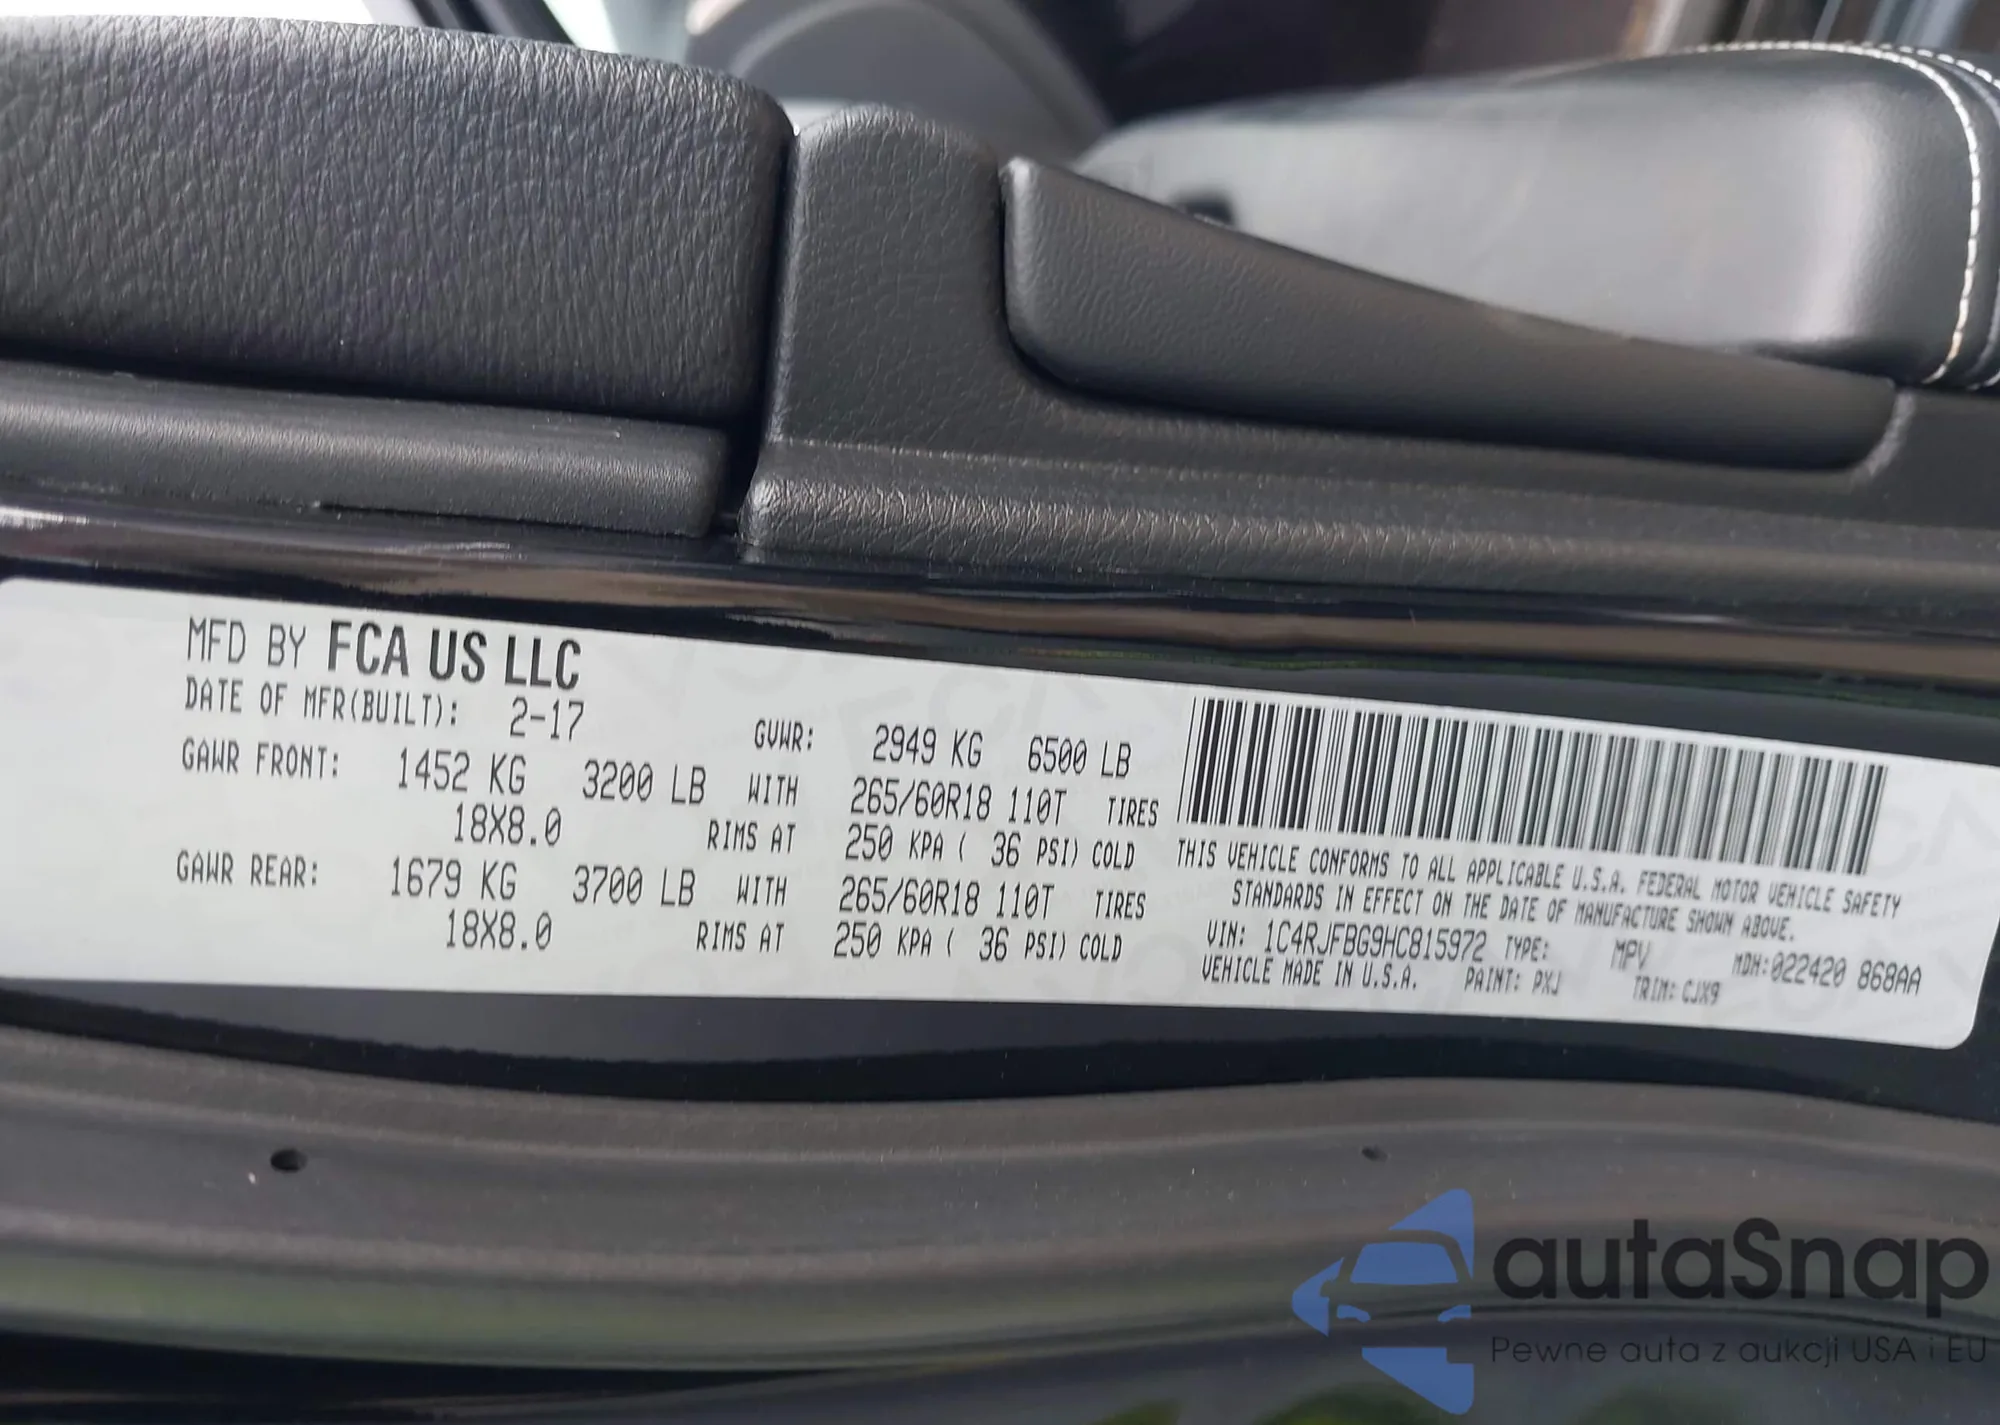 MFD BY FCA US LLC
DATE OF MFR(BUILT): 2-17
GVWR: 2949 KG 6500 LB
GAWR FRONT: 1452 KG 3200 LB WITH 265/60R18 110T TIRES
18X8.0 RIMS AT 250 KPA ( 36 PSI) COLD
GAWR REAR: 1679 KG 3700 LB WITH 265/60R18 110T TIRES
18X8.0 RIMS AT 250 KPA ( 36 PSI) COLD
THIS VEHICLE CONFORMS TO ALL APPLICABLE U.S.A. FEDERAL MOTOR VEHICLE SAFETY
STANDARDS IN EFFECT ON THE DATE OF MANUFACTURE SHOWN ABOVE.
VIN: 1C4RJFBG9HC815972 TYPE: MPV MDH:022420 868AA
VEHICLE MADE IN U.S.A. PAINT: PXJ TRIM: CJX9
autaSnap
Pewne auta z aukcji USA i EU